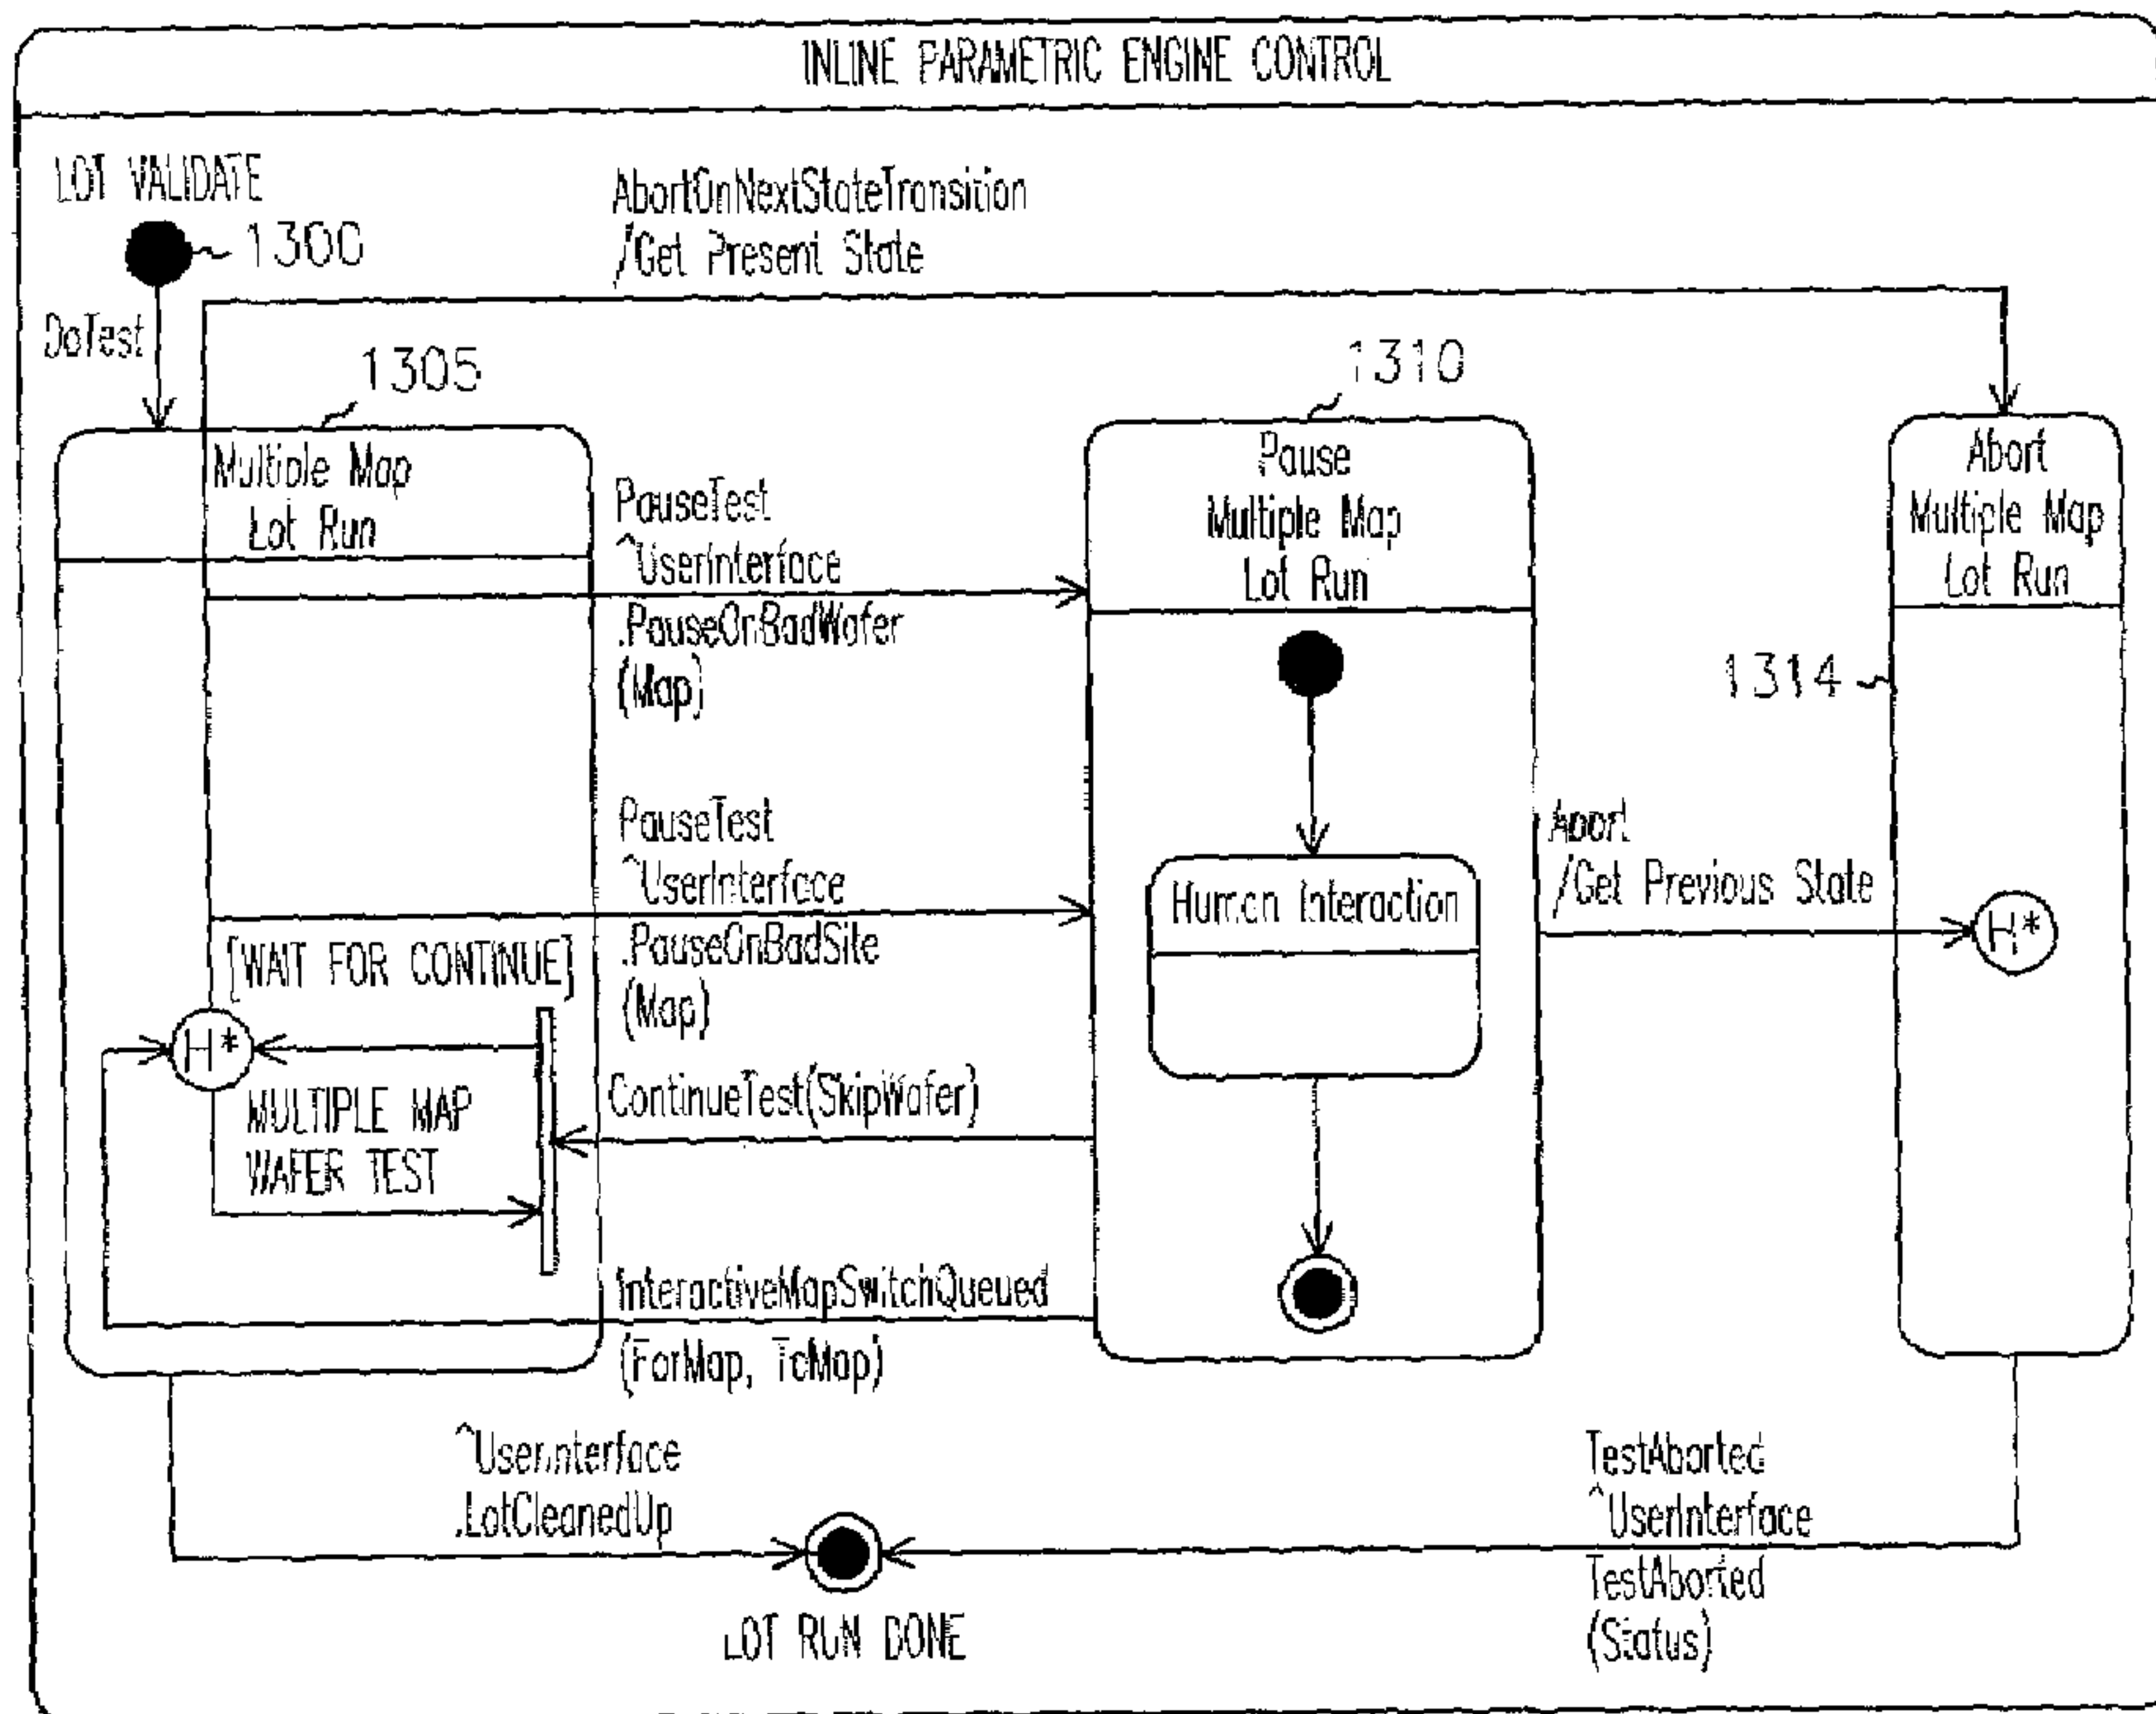 INLINE PARAMETRIC ENGINE CONTROL
LOT VALIDATE
1300
DoTest
AbortOnNextStateTransition
/Get Present State
1305
Multiple Map
Lot Run
PauseTest
^UserInterface
.PauseOnBadWafer
(Map)
PauseTest
^UserInterface
.PauseOnBadSite
(Map)
[WAIT FOR CONTINUE]
H*
MULTIPLE MAP
WAFER TEST
ContinueTest(SkipWafer)
InteractiveMapSwitchQueued
(ForMap, ToMap)
1310
Pause
Multiple Map
Lot Run
Human Interaction
Abort
/Get Previous State
Abort
Multiple Map
Lot Run
1314
H*
^UserInterface
.LotCleanedUp
LOT RUN DONE
TestAborted
^UserInterface
TestAborted
(Status)